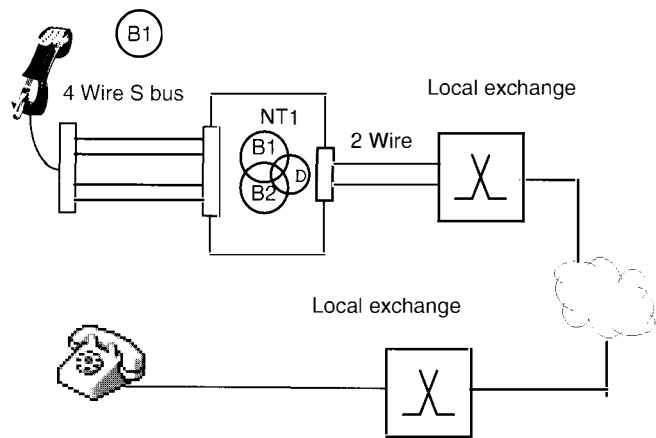 B1
4 Wire S bus
Local exchange
NT1
B1
2 Wire
D
B2
Local exchange